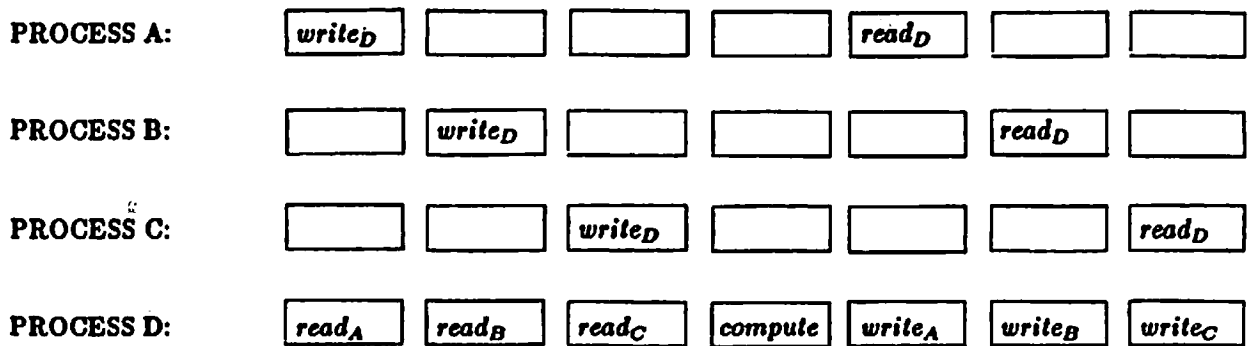 PROCESS A: write_D read_D
PROCESS B: write_D read_D
PROCESS C: write_D read_D
PROCESS D: read_A read_B read_C compute write_A write_B write_C